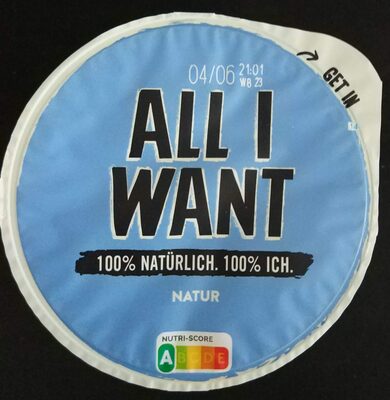 04/06 21:01
WB 23
GET IN
ALL I
WANT
100% NATÜRLICH. 100% ICH.
NATUR
NUTRI-SCORE
A B C D E